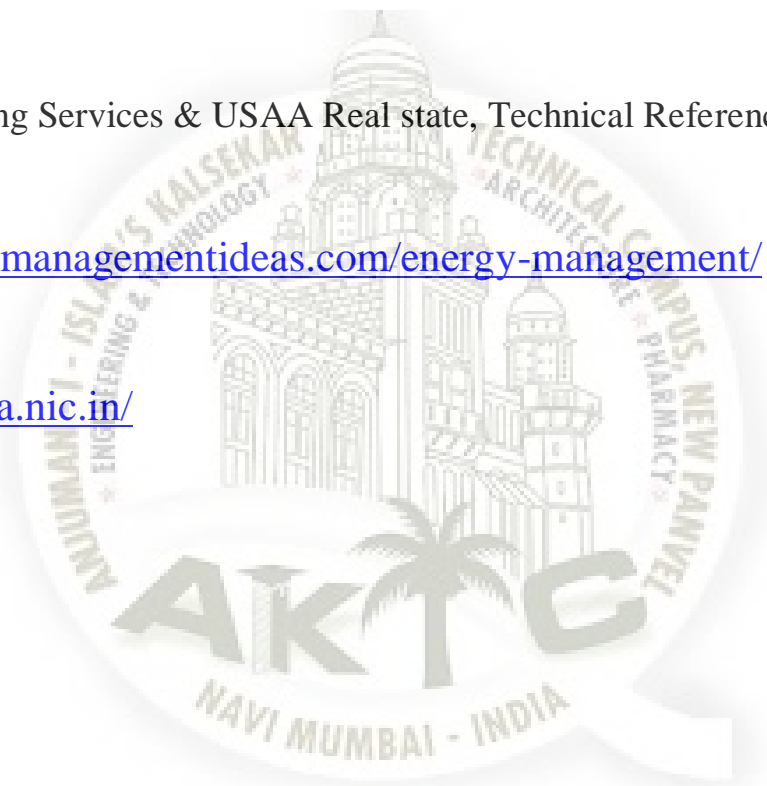 ng Services & USAA Real state, Technical Referenc
managementideas.com/energy-management/
a.nic.in/
ANJUMAN-I-ISLAM'S KALSEKAR TECHNICAL CAMPUS, NEW PANVEL
ENGINEERING & TECHNOLOGY * ARCHITECTURE * PHARMACY
AKTC
NAVI MUMBAI - INDIA